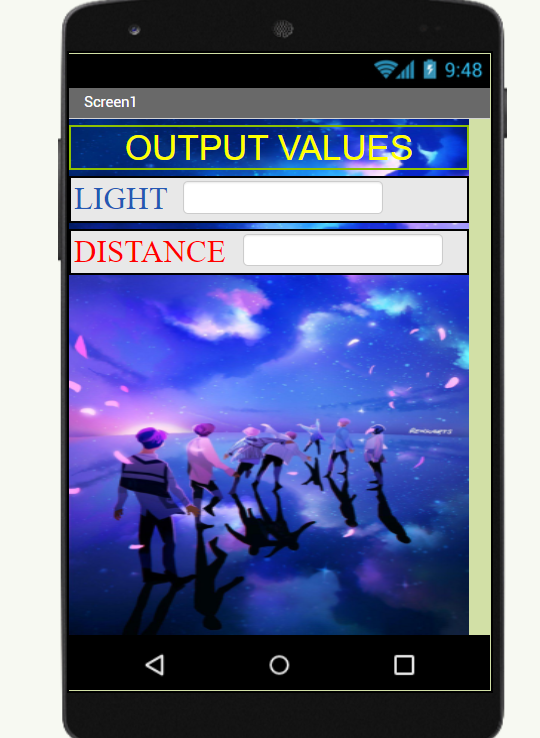 9:48
Screen1
OUTPUT VALUES
LIGHT
DISTANCE